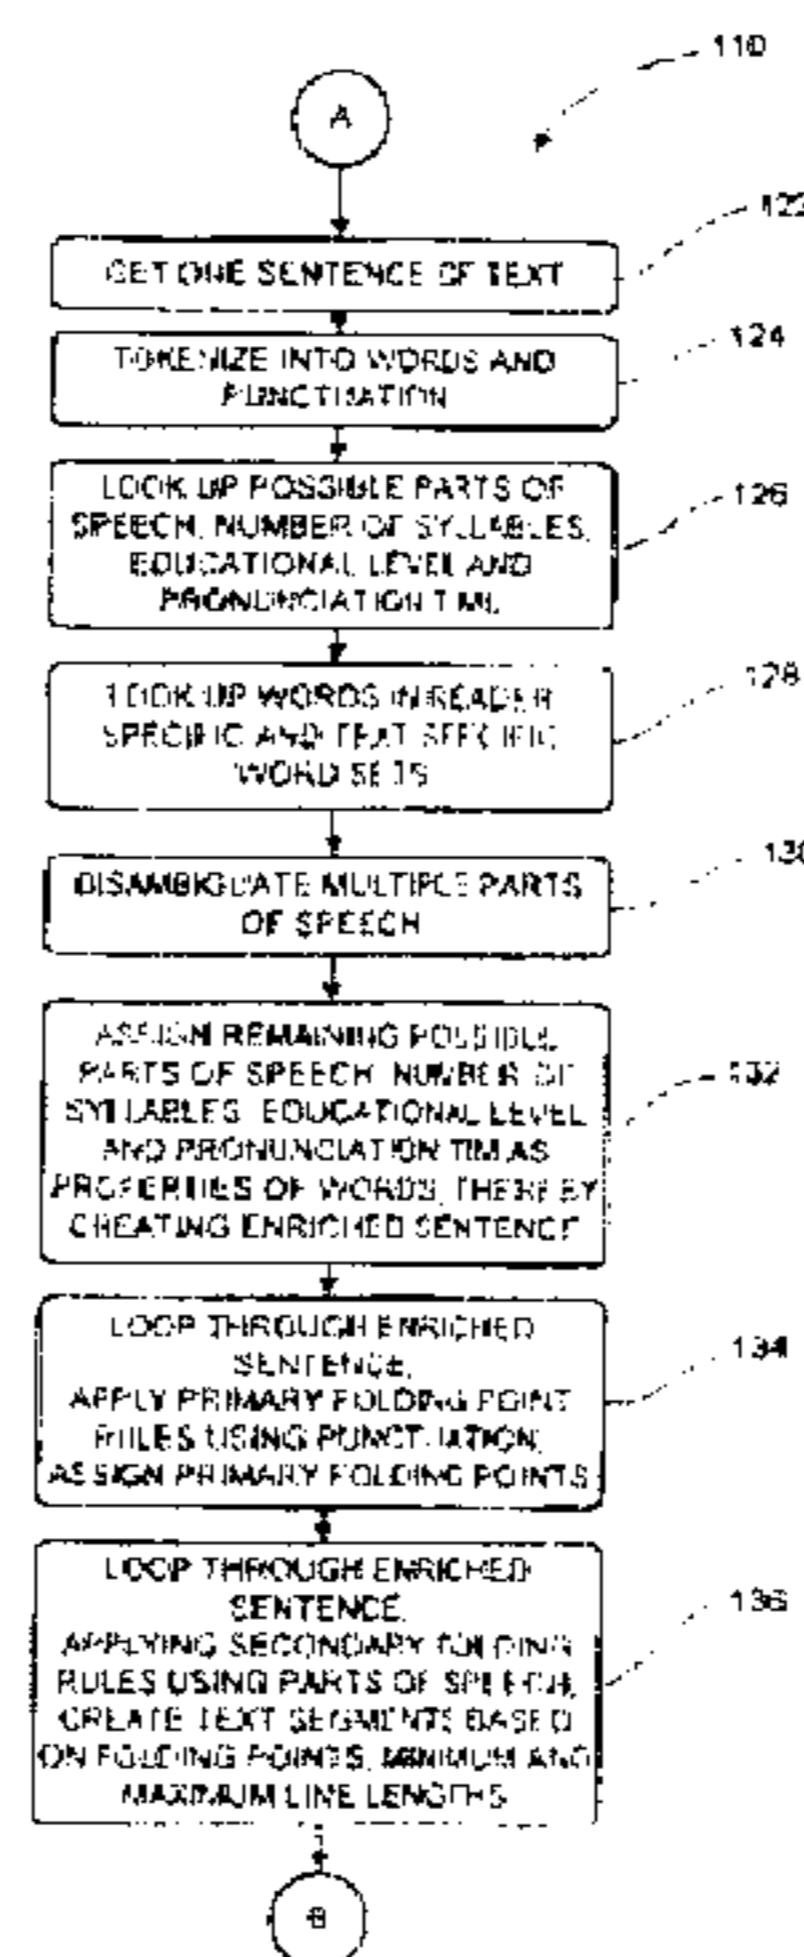 110
A
122
GET ONE SENTENCE OF TEXT
124
TOKENIZE INTO WORDS AND
PUNCTUATION
126
LOOK UP POSSIBLE PARTS OF
SPEECH, NUMBER OF SYLLABLES,
EDUCATIONAL LEVEL AND
PRONUNCIATION TIME
128
LOOK UP WORDS IN READER
SPECIFIC AND TEXT SPECIFIC
WORD SETS
130
DISAMBIGUATE MULTIPLE PARTS
OF SPEECH
132
ASSIGN REMAINING POSSIBLE
PARTS OF SPEECH, NUMBER OF
SYLLABLES, EDUCATIONAL LEVEL
AND PRONUNCIATION TIM AS
PROPERTIES OF WORDS, THEREBY
CREATING ENRICHED SENTENCE
134
LOOP THROUGH ENRICHED
SENTENCE,
APPLY PRIMARY FOLDING POINT
RULES USING PUNCTUATION,
ASSIGN PRIMARY FOLDING POINTS
136
LOOP THROUGH ENRICHED
SENTENCE,
APPLYING SECONDARY FOLDING
RULES USING PARTS OF SPEECH,
CREATE TEXT SEGMENTS BASED
ON FOLDING POINTS, MINIMUM AND
MAXIMUM LINE LENGTHS
B